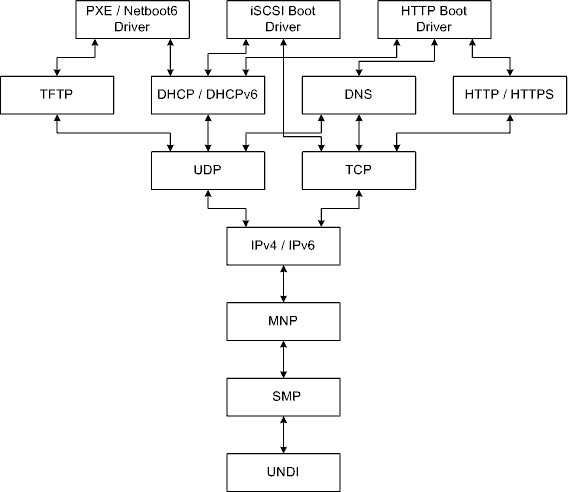 PXE / Netboot6
Driver
iSCSI Boot
Driver
HTTP Boot
Driver
TFTP
DHCP / DHCPv6
DNS
HTTP / HTTPS
UDP
TCP
IPv4 / IPv6
MNP
SMP
UNDI